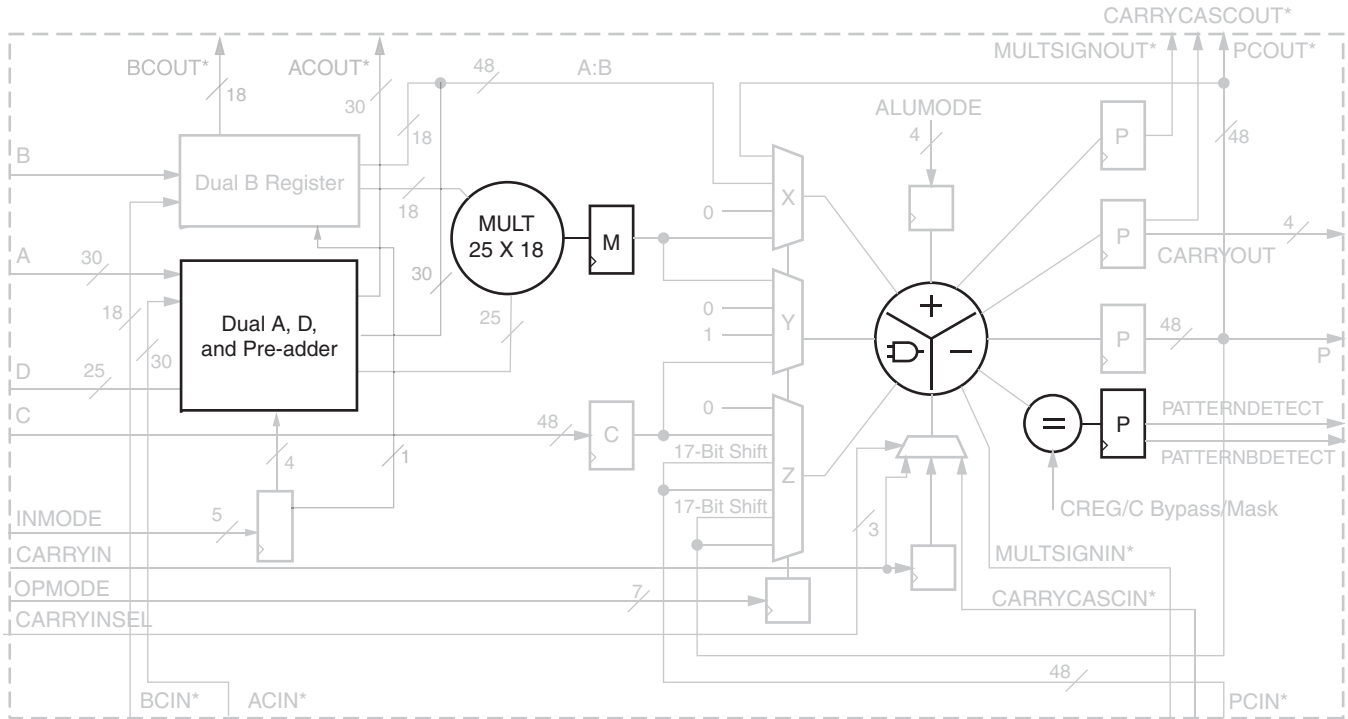 CARRYCASCOUT*
MULTSIGNOUT*
PCOUT*
BCOUT*
ACOUT*
48
A:B
18
30
18
ALUMODE
4
P
48
B
Dual B Register
18
MULT
25 X 18
M
X
0
A
30
30
18
30
25
P
4
CARRYOUT
Dual A, D,
and Pre-adder
0
Y
1
+
−
P
48
P
D
25
C
48
C
0
17-Bit Shift
Z
17-Bit Shift
=
P
PATTERNDETECT
PATTERNBDETECT
CREG/C Bypass/Mask
4
1
INMODE
5
3
CARRYIN
MULTSIGNIN*
OPMODE
7
CARRYINSEL
CARRYCASCIN*
48
BCIN*
ACIN*
PCIN*